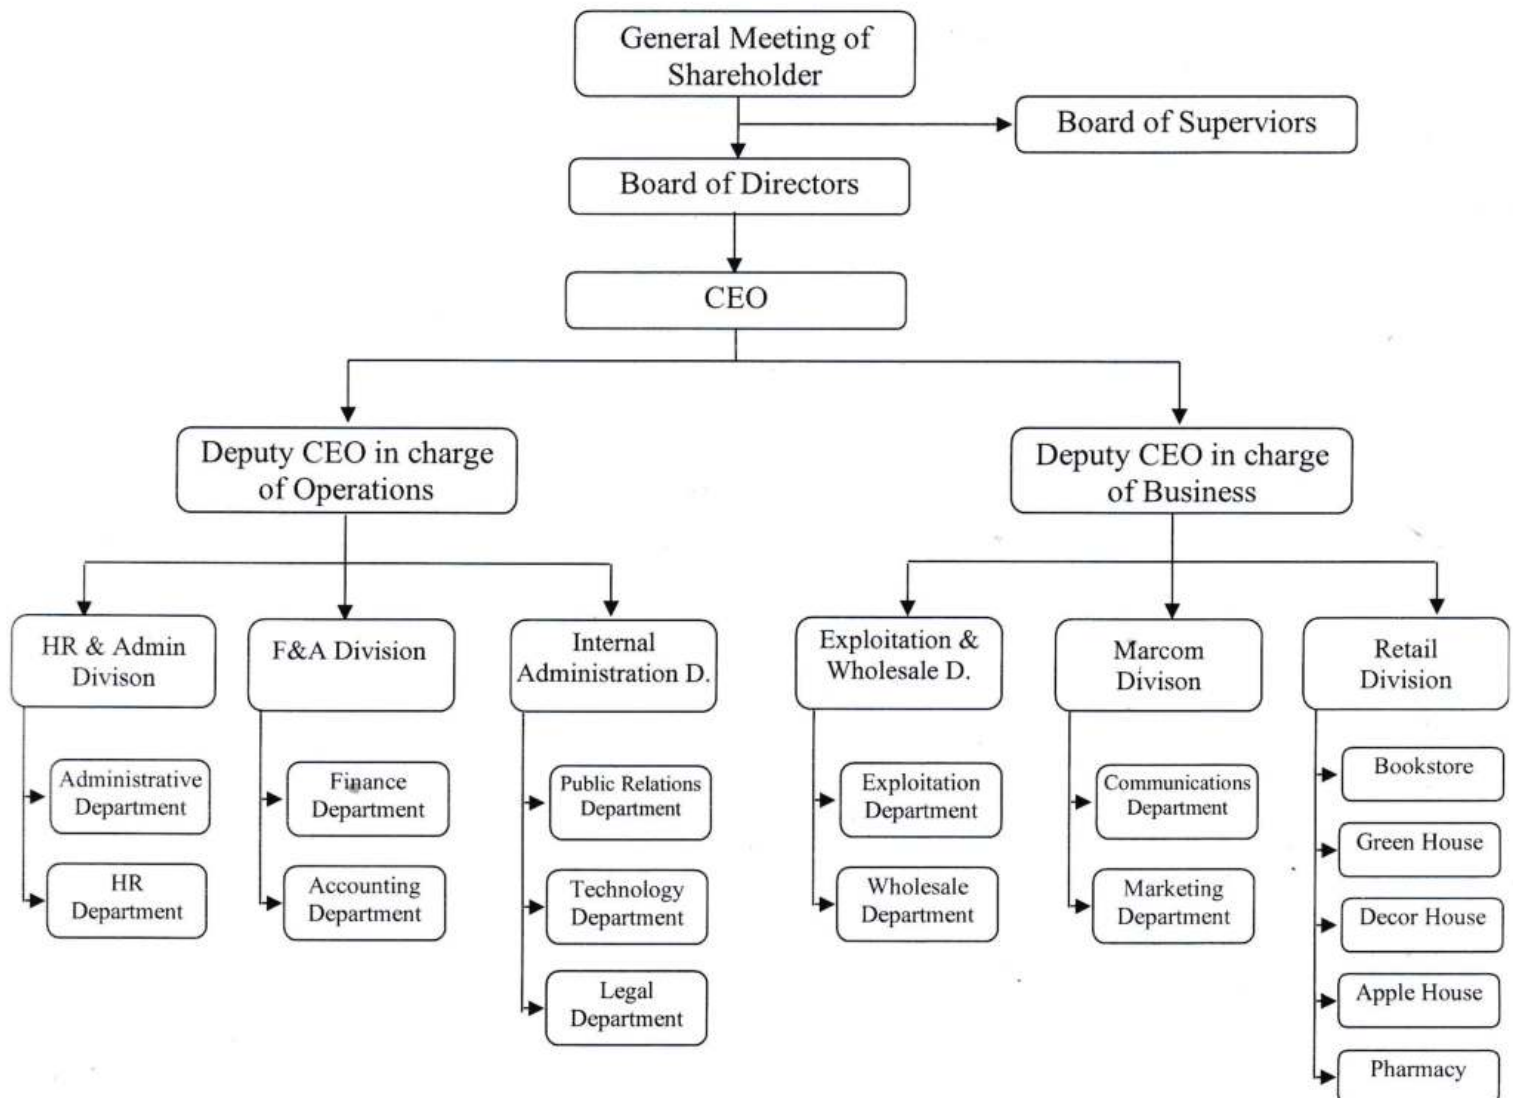 General Meeting of
Shareholder
Board of Superviors
Board of Directors
CEO
Deputy CEO in charge
of Operations
Deputy CEO in charge
of Business
HR & Admin
Divison
F&A Division
Internal
Administration D.
Exploitation &
Wholesale D.
Marcom
Divison
Retail
Division
Administrative
Department
HR
Department
Finance
Department
Accounting
Department
Public Relations
Department
Technology
Department
Legal
Department
Exploitation
Department
Wholesale
Department
Communications
Department
Marketing
Department
Bookstore
Green House
Decor House
Apple House
Pharmacy